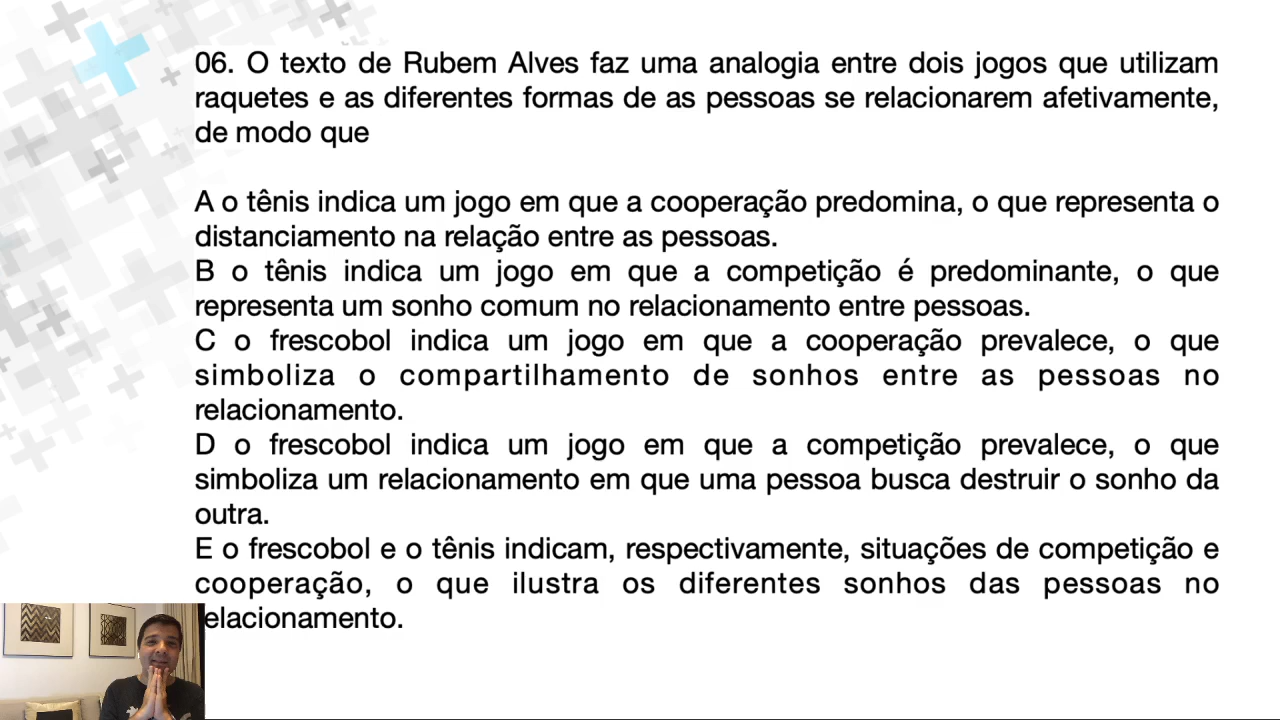 06. O texto de Rubem Alves faz uma analogia entre dois jogos que utilizam
raquetes e as diferentes formas de as pessoas se relacionarem afetivamente,
de modo que
A o tênis indica um jogo em que a cooperação predomina, o que representa o
distanciamento na relação entre as pessoas.
B o tênis indica um jogo em que a competição é predominante, o que
representa um sonho comum no relacionamento entre pessoas.
C o frescobol indica um jogo em que a cooperação prevalece, o que
simboliza o compartilhamento de sonhos entre as pessoas no
relacionamento.
D o frescobol indica um jogo em que a competição prevalece, o que
simboliza um relacionamento em que uma pessoa busca destruir o sonho da
outra.
E o frescobol e o tênis indicam, respectivamente, situações de competição e
cooperação, o que ilustra os diferentes sonhos das pessoas no
relacionamento.